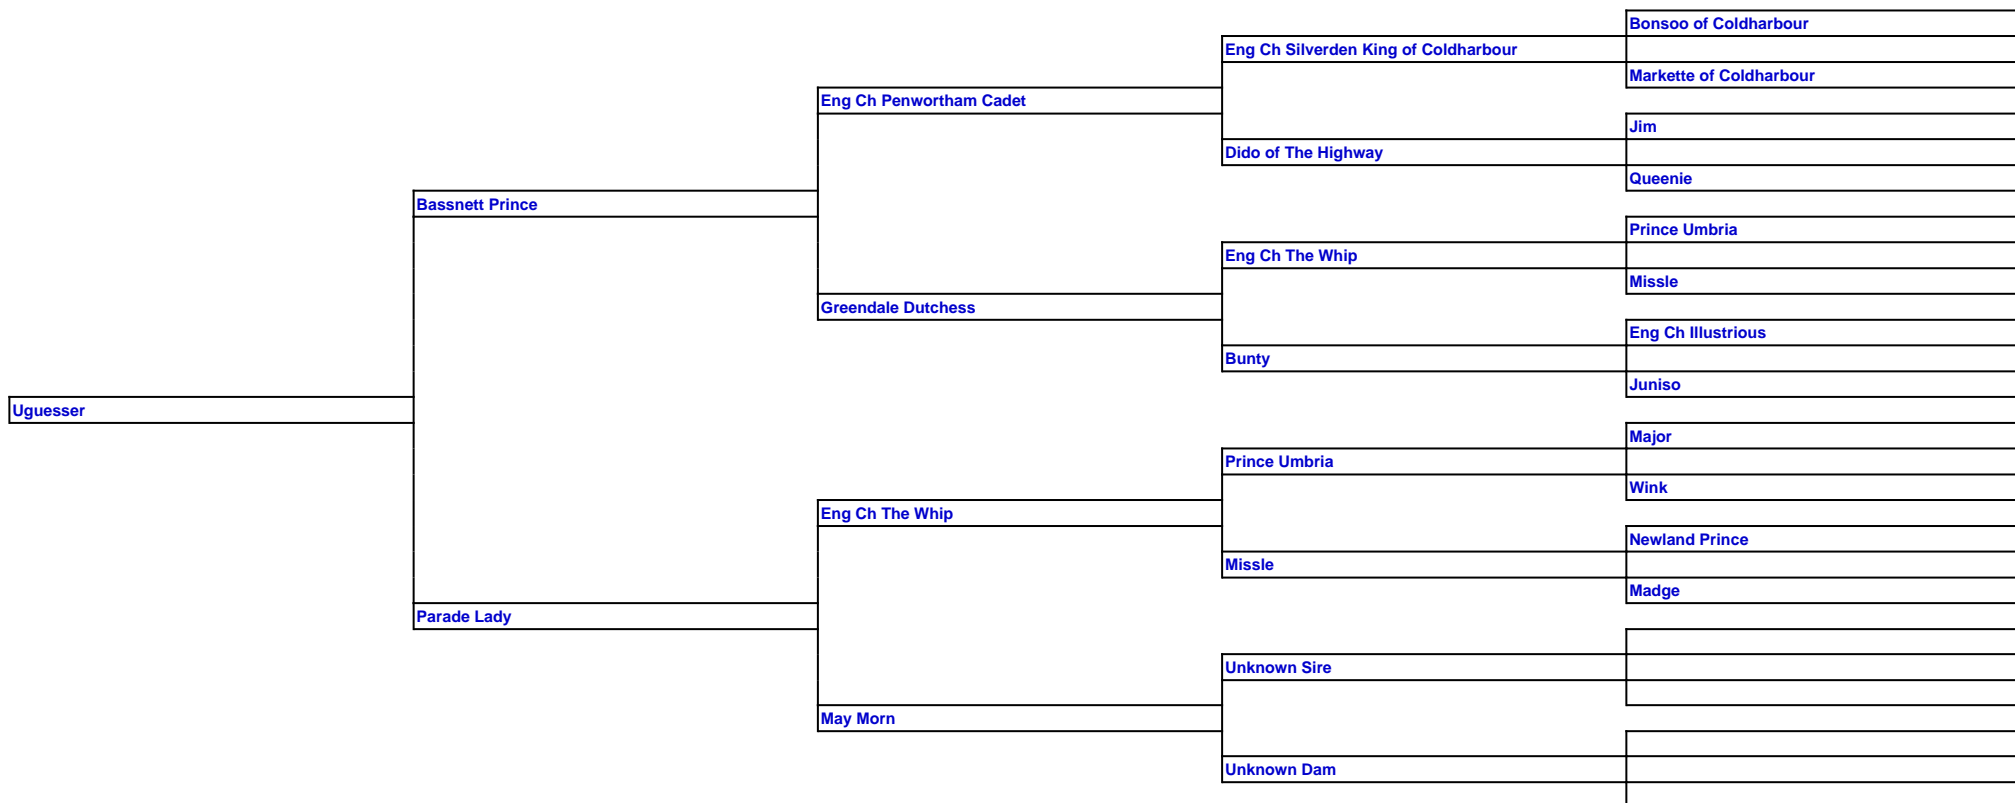 Bonsoo of Coldharbour
Eng Ch Silverden King of Coldharbour
Markette of Coldharbour
Eng Ch Penwortham Cadet
Jim
Dido of The Highway
Queenie
Bassnett Prince
Prince Umbria
Eng Ch The Whip
Missle
Greendale Dutchess
Eng Ch Illustrious
Bunty
Juniso
Uguesser
Major
Prince Umbria
Wink
Eng Ch The Whip
Newland Prince
Missle
Madge
Parade Lady
Unknown Sire
May Morn
Unknown Dam